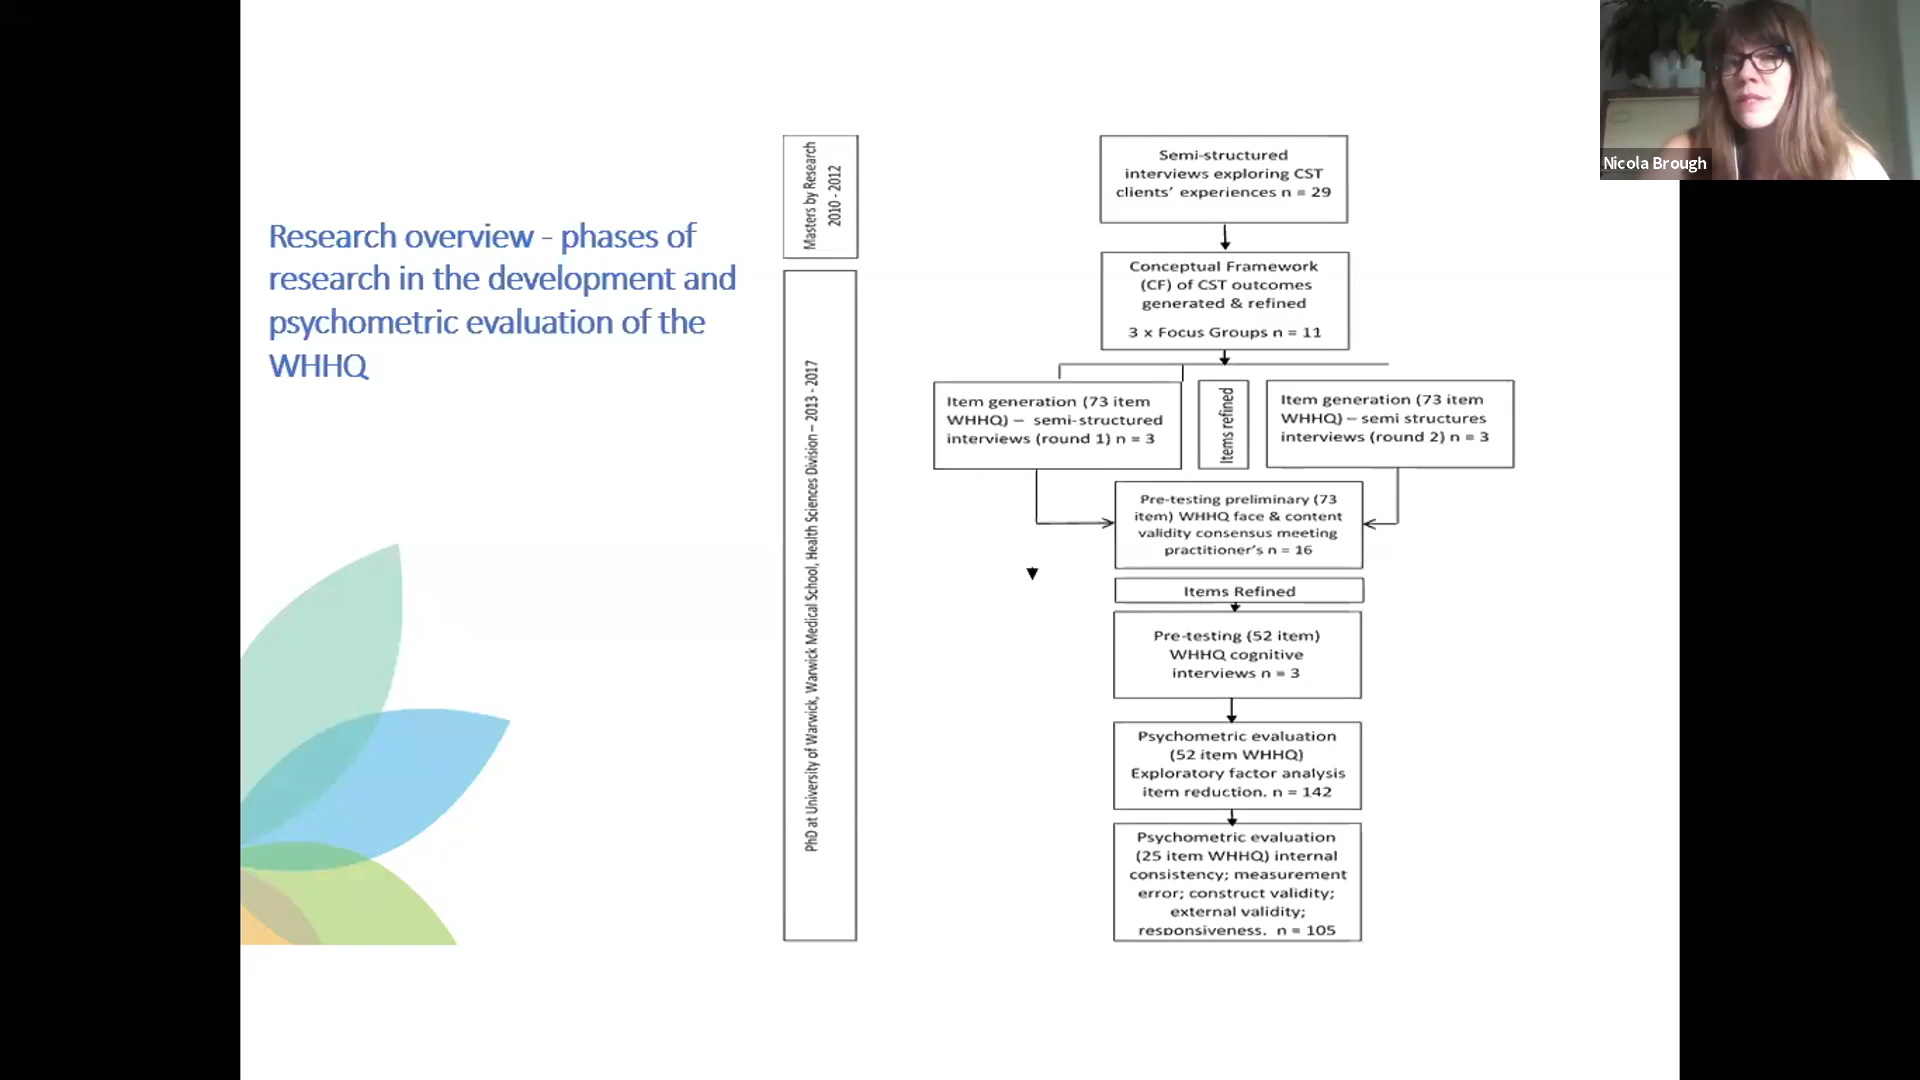 Nicola Brough
Research overview - phases of
research in the development and
psychometric evaluation of the
WHHQ
Masters by Research
2010 - 2012
PhD at University of Warwick, Warwick Medical School, Health Sciences Division – 2013 - 2017
Semi-structured
interviews exploring CST
clients’ experiences n = 29
Conceptual Framework
(CF) of CST outcomes
generated & refined
3 x Focus Groups n = 11
Item generation (73 item
WHHQ) – semi-structured
interviews (round 1) n = 3
Items refined
Item generation (73 item
WHHQ) – semi structures
interviews (round 2) n = 3
Pre-testing preliminary (73
item) WHHQ face & content
validity consensus meeting
practitioner’s n = 16
Items Refined
Pre-testing (52 item)
WHHQ cognitive
interviews n = 3
Psychometric evaluation
(52 item WHHQ)
Exploratory factor analysis
item reduction. n = 142
Psychometric evaluation
(25 item WHHQ) internal
consistency; measurement
error; construct validity;
external validity;
responsiveness. n = 105